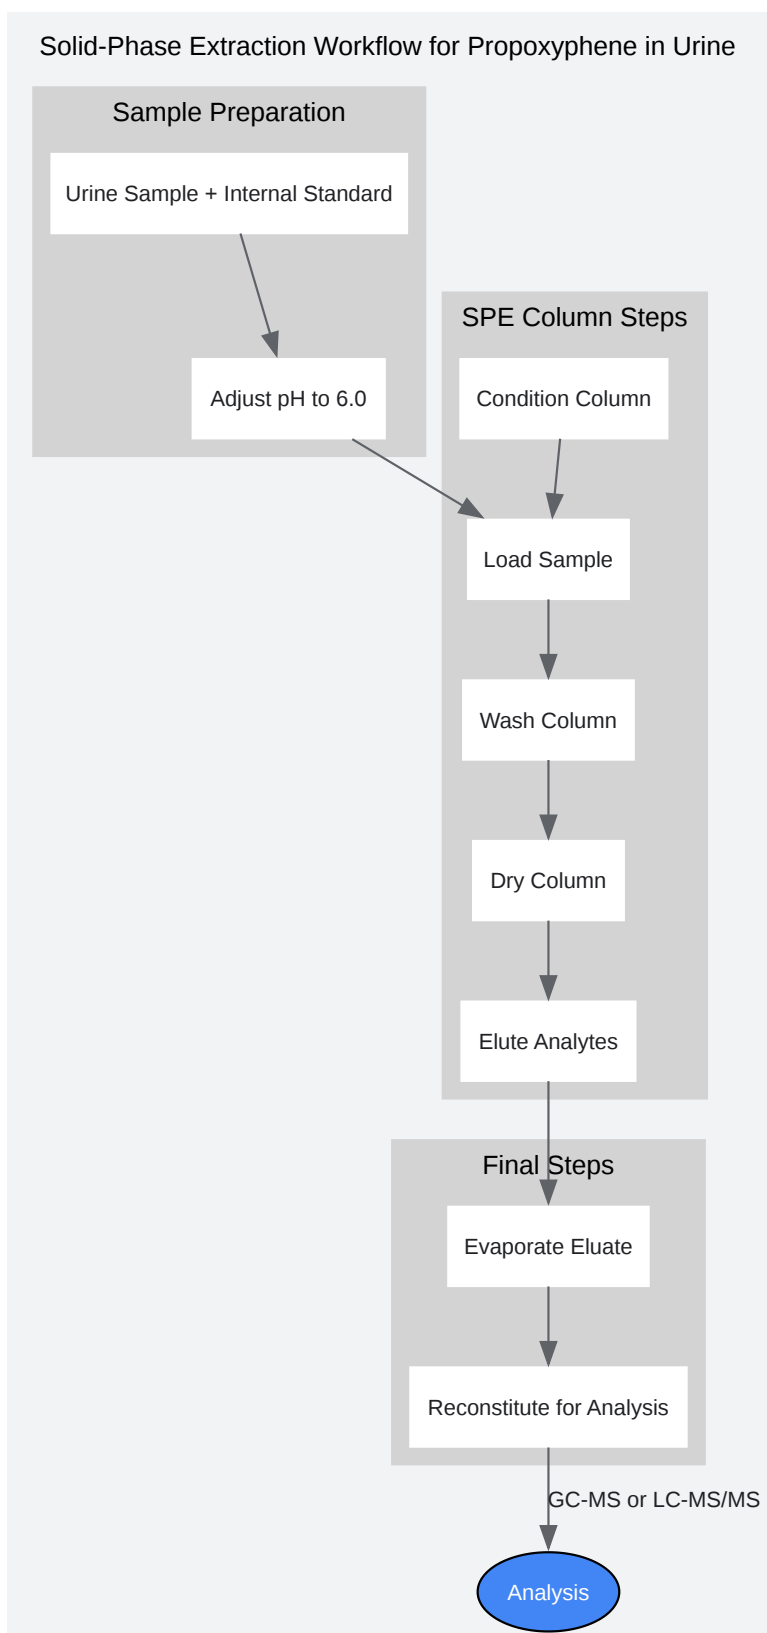 Solid-Phase Extraction Workflow for Propoxyphene in Urine
Sample Preparation
Urine Sample + Internal Standard
Adjust pH to 6.0
SPE Column Steps
Condition Column
Load Sample
Wash Column
Dry Column
Elute Analytes
Final Steps
Evaporate Eluate
Reconstitute for Analysis
GC-MS or LC-MS/MS
Analysis